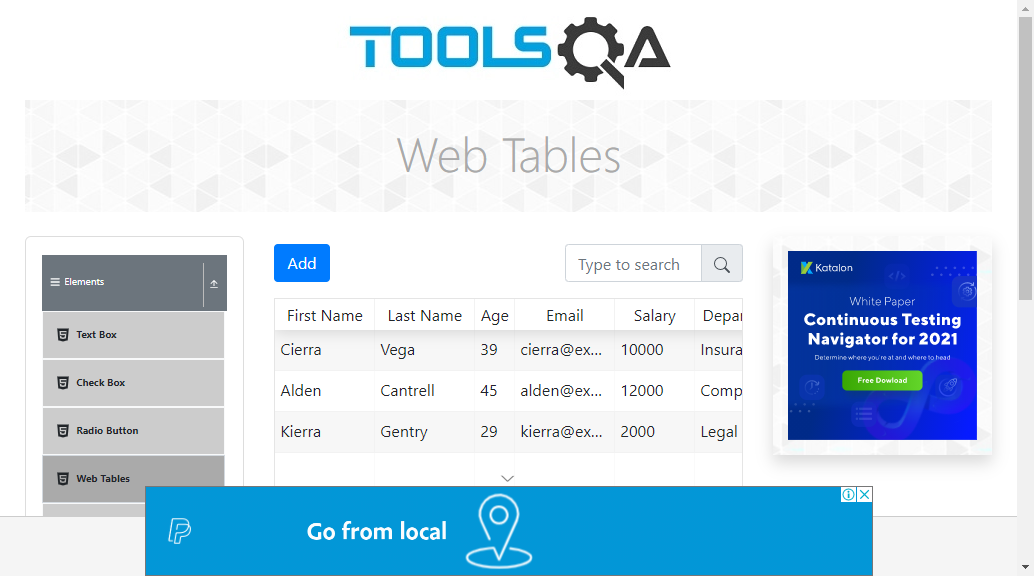 TOOLSQA
Web Tables
Elements
Text Box
Check Box
Radio Button
Web Tables
Add
Type to search
First Name Last Name Age Email Salary Depar
Cierra Vega 39 cierra@ex... 10000 Insura
Alden Cantrell 45 alden@ex... 12000 Comp
Kierra Gentry 29 kierra@ex... 2000 Legal
Katalon
White Paper
Continuous Testing
Navigator for 2021
Determine where you're at and where to head
Free Dowload
Go from local